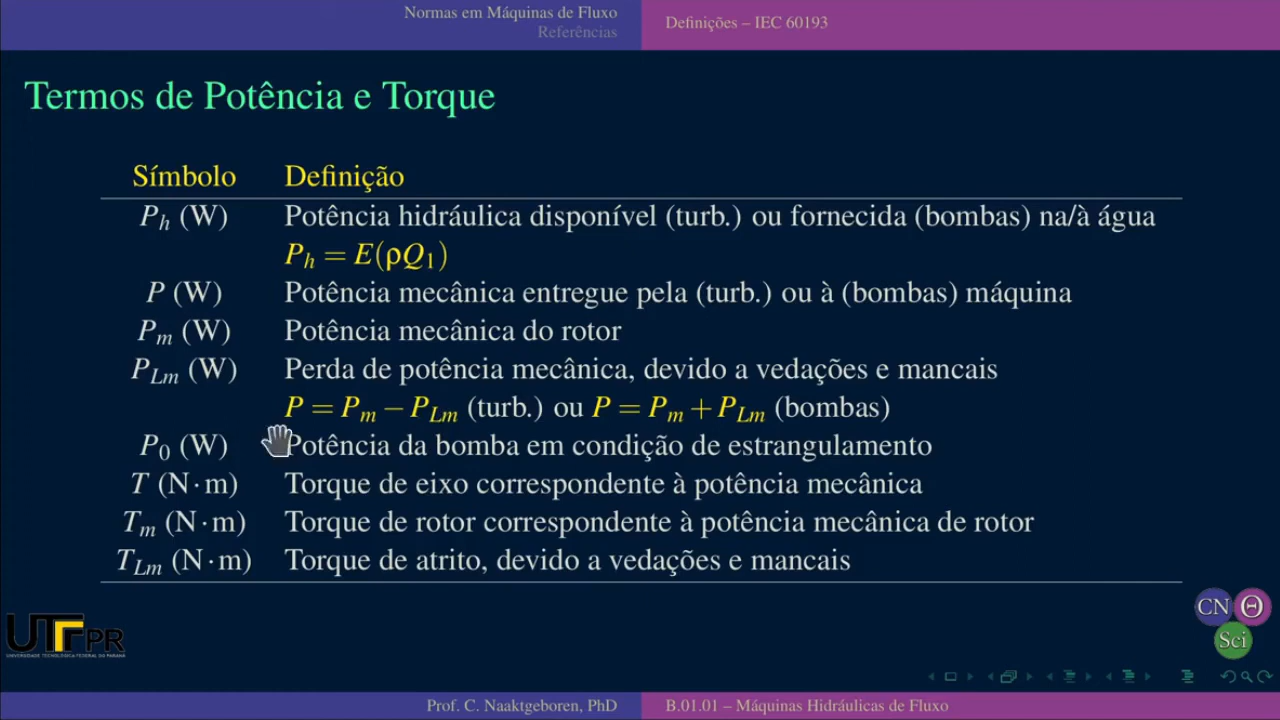 Normas em Máquinas de Fluxo
Referências
Definições – IEC 60193
Termos de Potência e Torque
Símbolo Definição
P_h (W) Potência hidráulica disponível (turb.) ou fornecida (bombas) na/à água
P_h = E(ρQ_1)
P (W) Potência mecânica entregue pela (turb.) ou à (bombas) máquina
P_m (W) Potência mecânica do rotor
P_Lm (W) Perda de potência mecânica, devido a vedações e mancais
P = P_m − P_Lm (turb.) ou P = P_m + P_Lm (bombas)
P_0 (W) Potência da bomba em condição de estrangulamento
T (N·m) Torque de eixo correspondente à potência mecânica
T_m (N·m) Torque de rotor correspondente à potência mecânica de rotor
T_Lm (N·m) Torque de atrito, devido a vedações e mancais
UTFPR
UNIVERSIDADE TECNOLÓGICA FEDERAL DO PARANÁ
CN Θ
Sci
Prof. C. Naaktgeboren, PhD
B.01.01 – Máquinas Hidráulicas de Fluxo